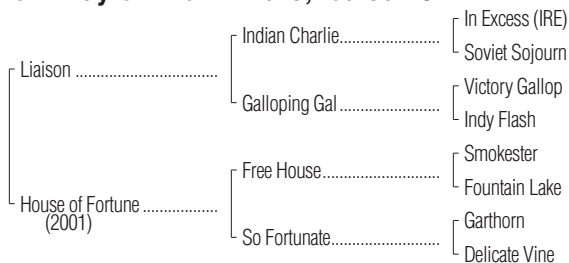 In Excess (IRE)
Indian Charlie
Soviet Sojourn
Liaison
Victory Gallop
Galloping Gal
Indy Flash
Smokester
Free House
Fountain Lake
House of Fortune
(2001)
Garthorn
So Fortunate
Delicate Vine